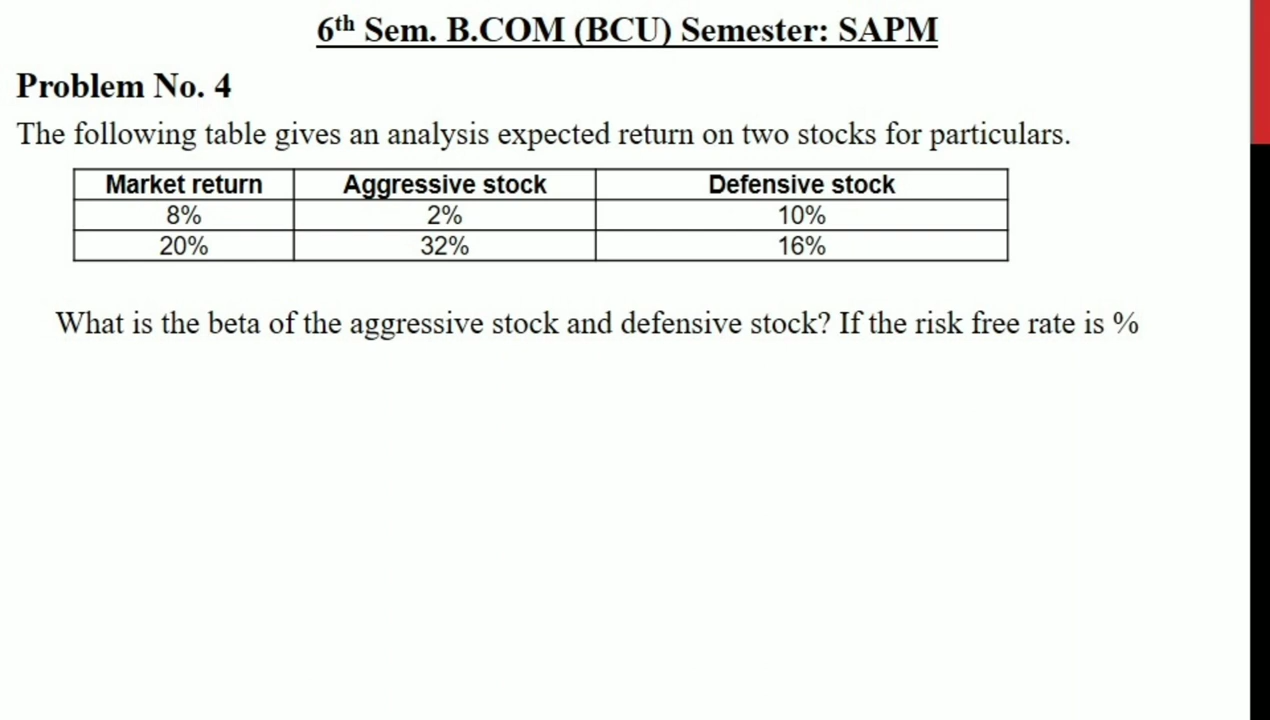 6th Sem. B.COM (BCU) Semester: SAPM
Problem No. 4
The following table gives an analysis expected return on two stocks for particulars.
Market return Aggressive stock Defensive stock
8% 2% 10%
20% 32% 16%
What is the beta of the aggressive stock and defensive stock? If the risk free rate is %